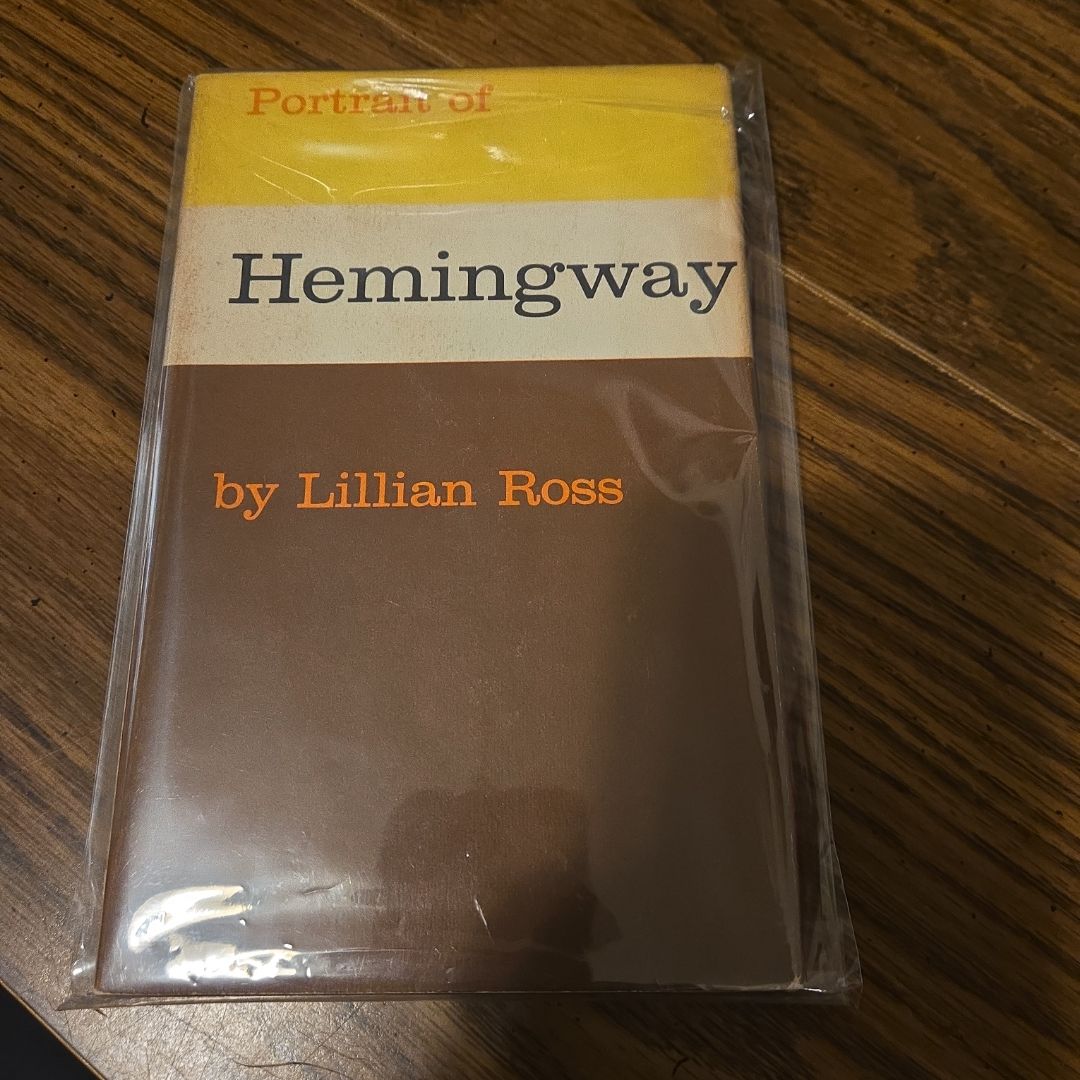 Portrait of
Hemingway
by Lillian Ross